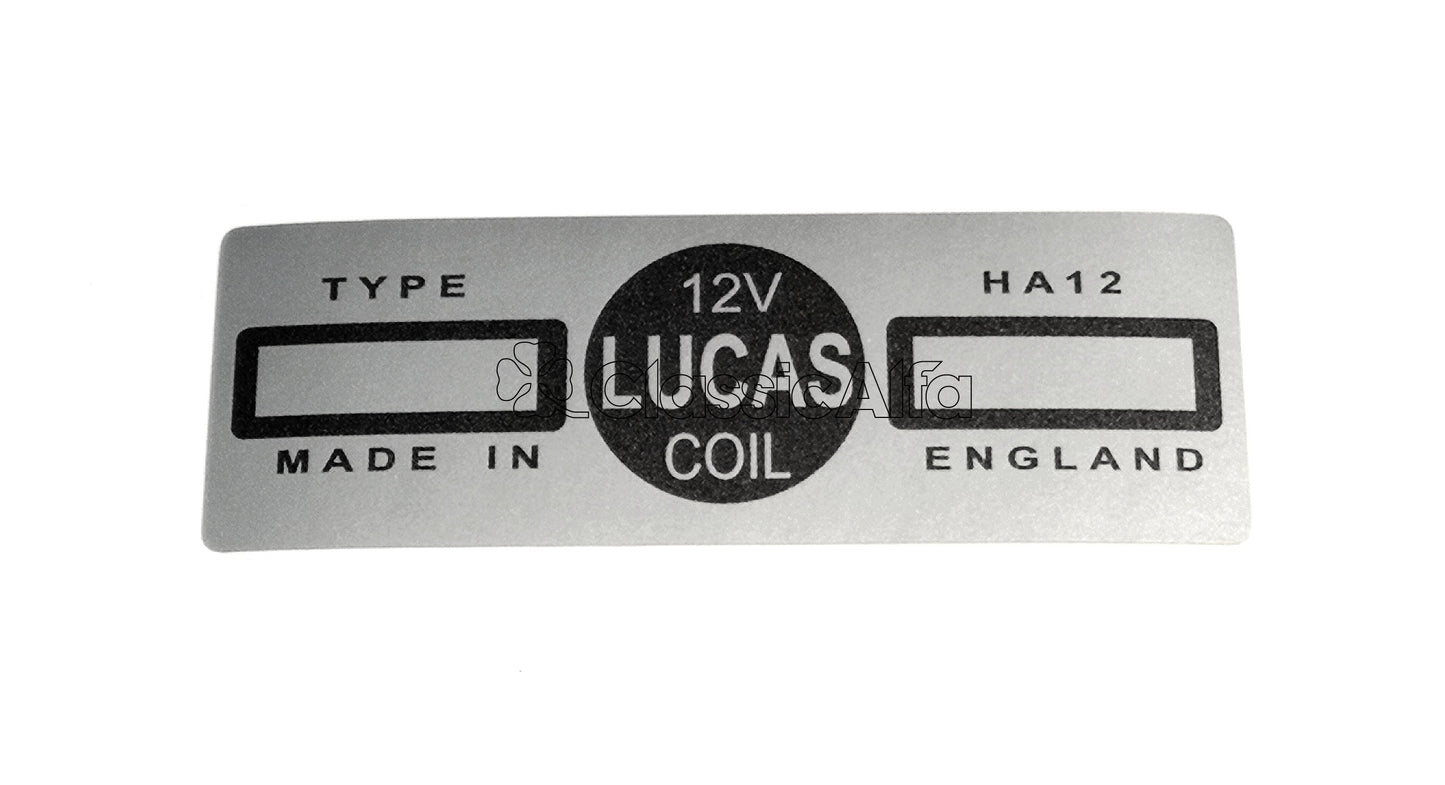 TYPE HA12
12V
LUCAS
COIL
MADE IN ENGLAND
ClassicAlfa